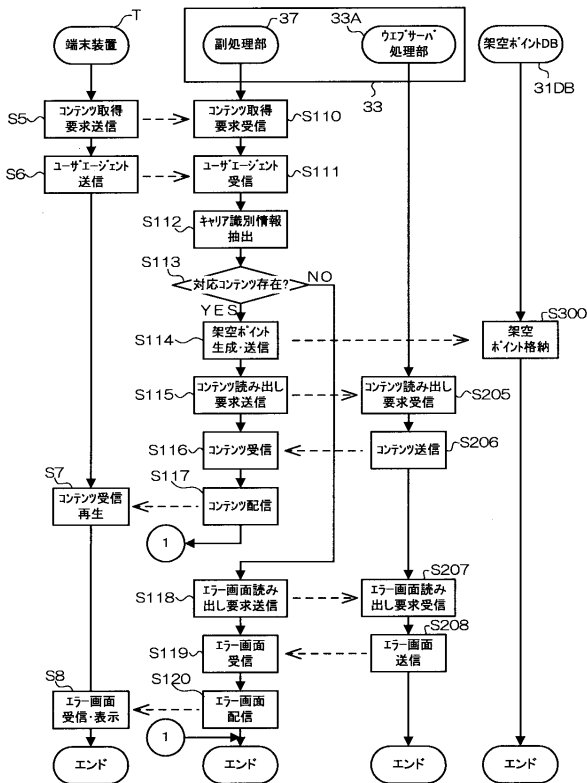 T
端末装置
37
副処理部
33A
ウエブサーバ
処理部
33
架空ポイントDB
31DB
S5
コンテンツ取得
要求送信
コンテンツ取得
要求受信
S110
S6
ユーザエージェント
送信
ユーザエージェント
受信
S111
S112
キャリア識別情報
抽出
S113
対応コンテンツ存在?
NO
YES
S114
架空ポイント
生成・送信
S300
架空
ポイント格納
S115
コンテンツ読み出し
要求送信
コンテンツ読み出し
要求受信
S205
S116
コンテンツ受信
コンテンツ送信
S206
S7
コンテンツ受信
再生
S117
コンテンツ配信
1
S118
エラー画面読み
出し要求送信
S207
エラー画面読み
出し要求受信
S119
エラー画面
受信
S208
エラー画面
送信
S8
エラー画面
受信・表示
S120
エラー画面
配信
1
エンド
エンド
エンド
エンド